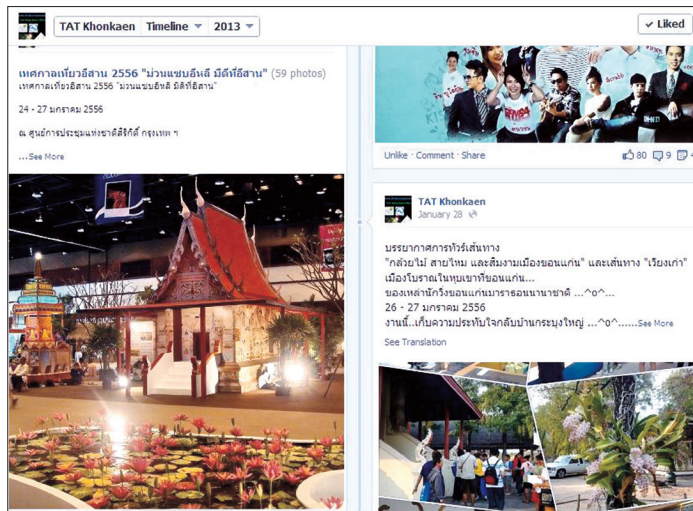 TAT Khonkaen Timeline 2013
Liked
เทศกาลเที่ยวอีสาน 2556 "ม่วนแซบอีหลี มีดีที่อีสาน" (59 photos)
เทศกาลเที่ยวอีสาน 2556 "ม่วนแซบอีหลี มีดีที่อีสาน"
24 - 27 มกราคม 2556
ณ ศูนย์การประชุมแห่งชาติสิริกิติ์ กรุงเทพ ฯ
...See More
Unlike · Comment · Share
80 9
TAT Khonkaen
January 28
บรรยากาศการทัวร์เส้นทาง
"กล้วยไม้ สายไหม และสิมงามเมืองขอนแก่น" และเส้นทาง "เวียงเก่า"
เมืองโบราณในหุบเขาที่ขอนแก่น...
ของเหล่านักวิ่งขอนแก่นมาราธอนนานาชาติ ...^o^...
26 - 27 มกราคม 2556
งานนี้..เก็บความประทับใจกลับบ้านกระบุงใหญ่ ...^o^......See More
See Translation